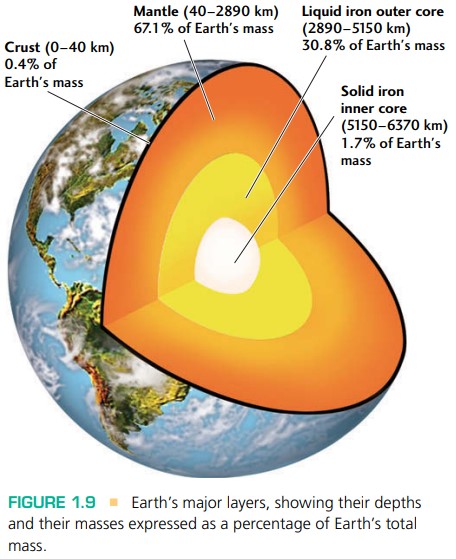 Mantle (40–2890 km)
67.1% of Earth's mass
Liquid iron outer core
(2890–5150 km)
30.8% of Earth's mass
Crust (0–40 km)
0.4% of
Earth's mass
Solid iron
inner core
(5150–6370 km)
1.7% of Earth's
mass
FIGURE 1.9 ■ Earth's major layers, showing their depths
and their masses expressed as a percentage of Earth's total
mass.